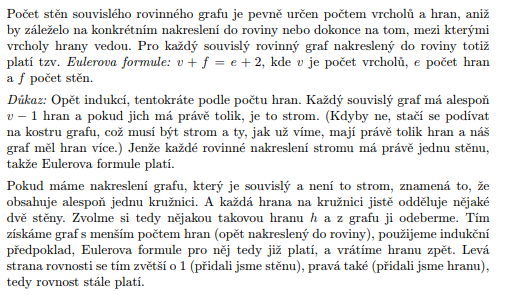 Počet stěn souvislého rovinného grafu je pevně určen počtem vrcholů a hran, aniž
by záleželo na konkrétním nakreslení do roviny nebo dokonce na tom, mezi kterými
vrcholy hrany vedou. Pro každý souvislý rovinný graf nakreslený do roviny totiž
platí tzv. Eulerova formule: v + f = e + 2, kde v je počet vrcholů, e počet hran
a f počet stěn.
Důkaz: Opět indukcí, tentokráte podle počtu hran. Každý souvislý graf má alespoň
v − 1 hran a pokud jich má právě tolik, je to strom. (Kdyby ne, stačí se podívat
na kostru grafu, což musí být strom a ty, jak už víme, mají právě tolik hran a náš
graf měl hran více.) Jenže každé rovinné nakreslení stromu má právě jednu stěnu,
takže Eulerova formule platí.
Pokud máme nakreslení grafu, který je souvislý a není to strom, znamená to, že
obsahuje alespoň jednu kružnici. A každá hrana na kružnici jistě odděluje nějaké
dvě stěny. Zvolme si tedy nějakou takovou hranu h a z grafu ji odeberme. Tím
získáme graf s menším počtem hran (opět nakreslený do roviny), použijeme indukční
předpoklad, Eulerova formule pro něj tedy již platí, a vrátíme hranu zpět. Levá
strana rovnosti se tím zvětší o 1 (přidali jsme stěnu), pravá také (přidali jsme hranu),
tedy rovnost stále platí.